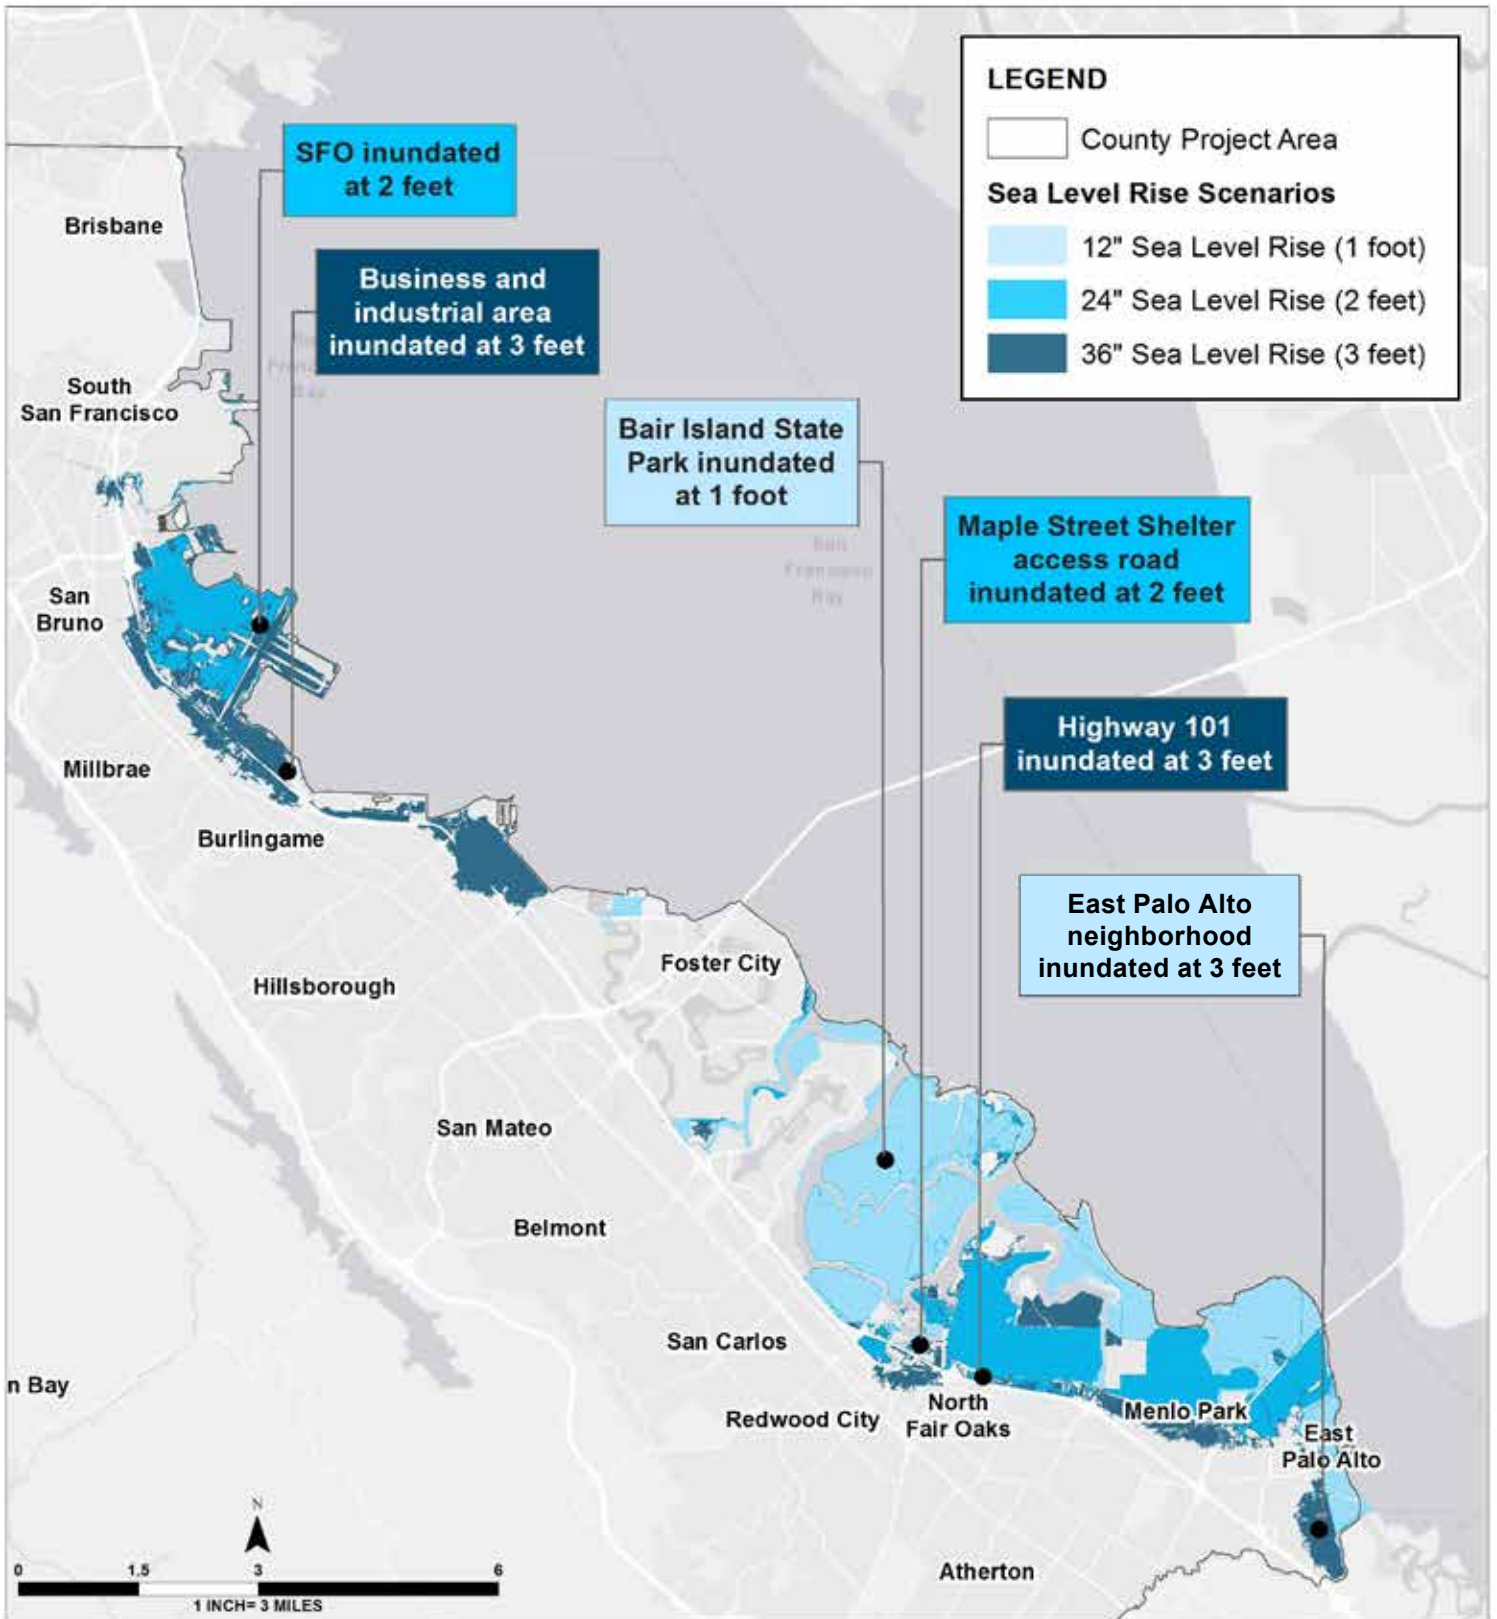 SFO inundated
at 2 feet
LEGEND
County Project Area
Sea Level Rise Scenarios
12" Sea Level Rise (1 foot)
24" Sea Level Rise (2 feet)
36" Sea Level Rise (3 feet)
Brisbane
Business and
industrial area
inundated at 3 feet
South
San Francisco
Bair Island State
Park inundated
at 1 foot
Maple Street Shelter
access road
inundated at 2 feet
San
Francisco
Bay
San
Bruno
Highway 101
inundated at 3 feet
Millbrae
Burlingame
East Palo Alto
neighborhood
inundated at 3 feet
Foster City
Hillsborough
San Mateo
Belmont
San Carlos
n Bay
Redwood City
North
Fair Oaks
Menlo Park
East
Palo Alto
Atherton
N
0 1.5 3 6
1 INCH= 3 MILES